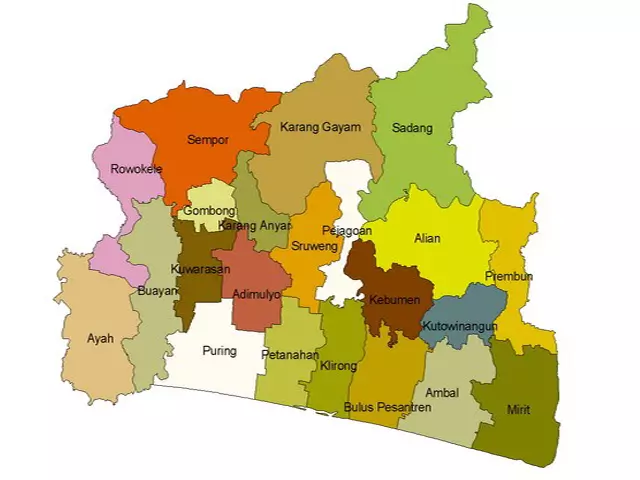 Sadang
Karang Gayam
Sempor
Rowokele
Gombong
Karang Anyar
Pejagoan
Sruweng
Alian
Kuwarasan
Prembun
Buayan
Adimulyo
Kebumen
Kutowinangun
Ayah
Puring
Petanahan
Klirong
Ambal
Bulus Pesantren
Mirit